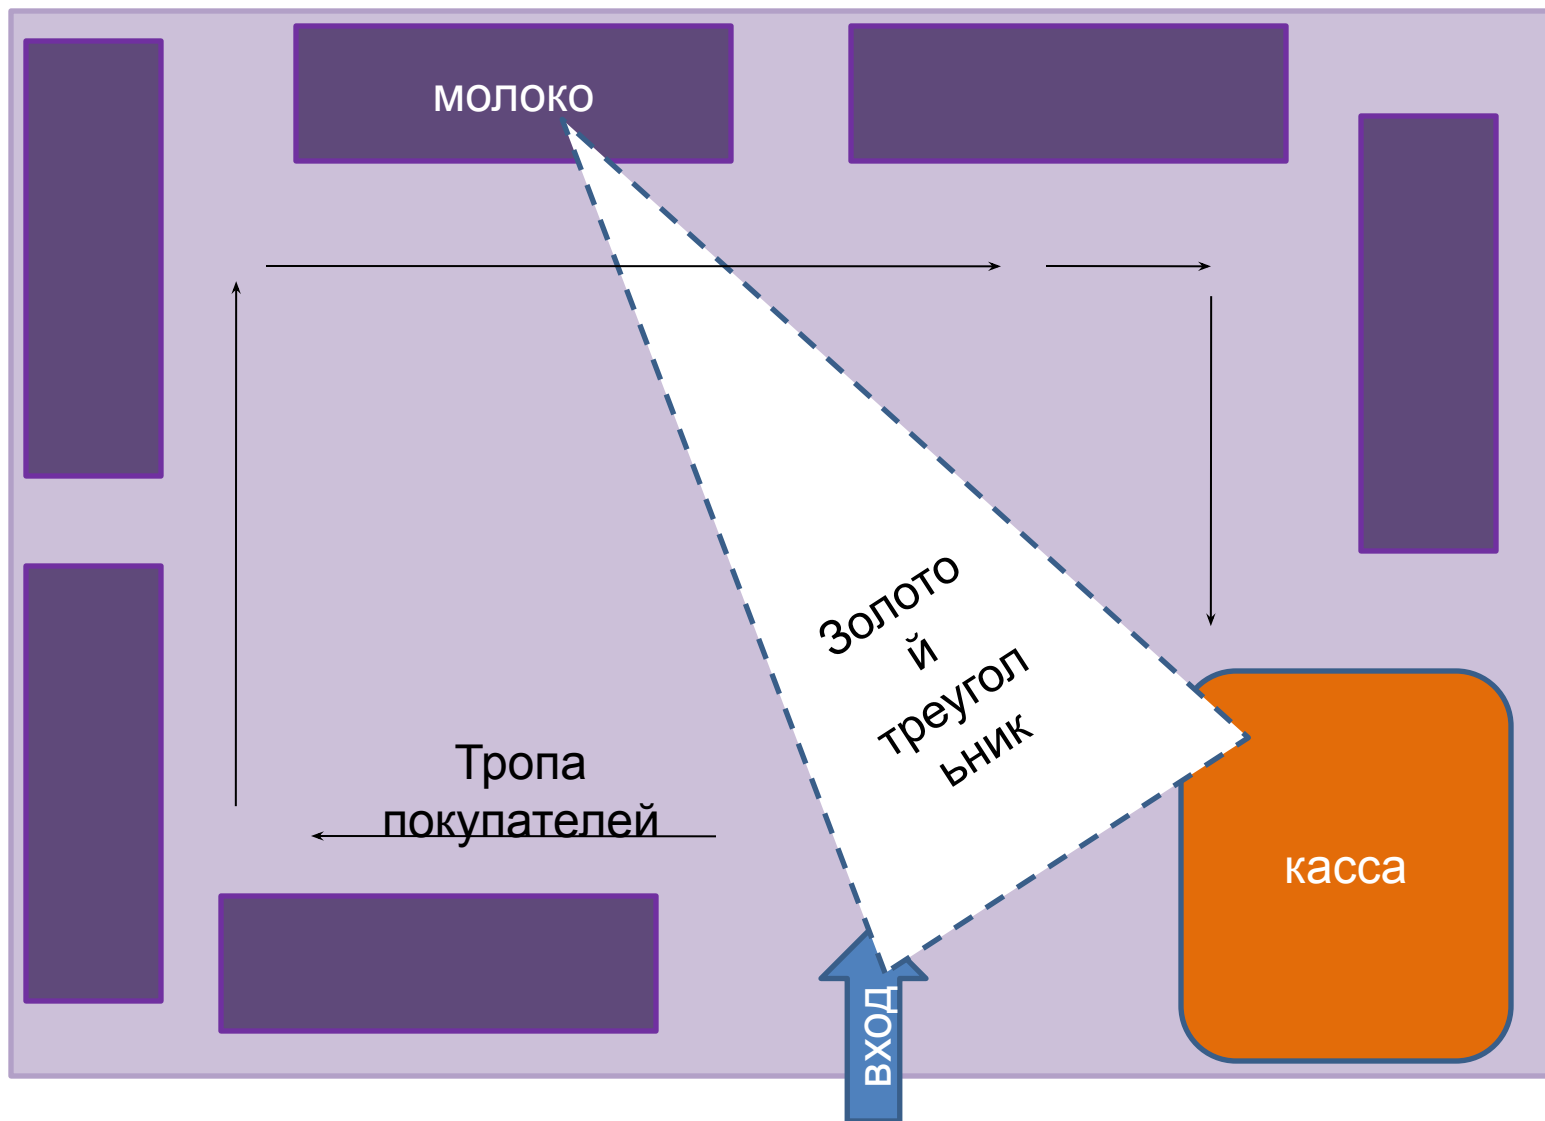 молоко
Золото
й
треугол
ьник
Тропа
покупателей
касса
вход